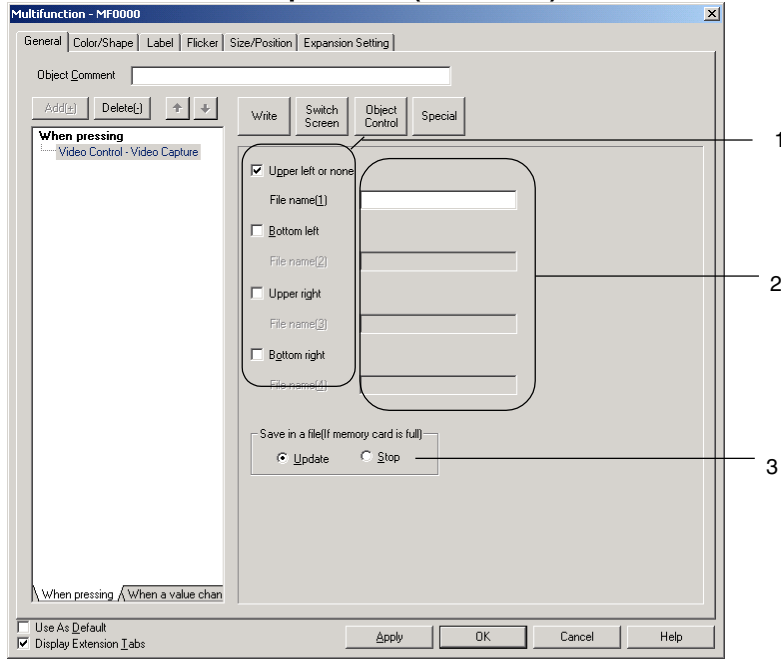 Multifunction - MF0000
General Color/Shape Label Flicker Size/Position Expansion Setting
Object Comment
Add(+) Delete(-)
Write Switch Screen Object Control Special
When pressing
Video Control - Video Capture
1
Upper left or none
File name(1)
Bottom left
File name(2)
2
Upper right
File name(3)
Bottom right
File name(4)
Save in a file(If memory card is full)
Update Stop
3
When pressing When a value chan
Use As Default
Display Extension Tabs
Apply OK Cancel Help